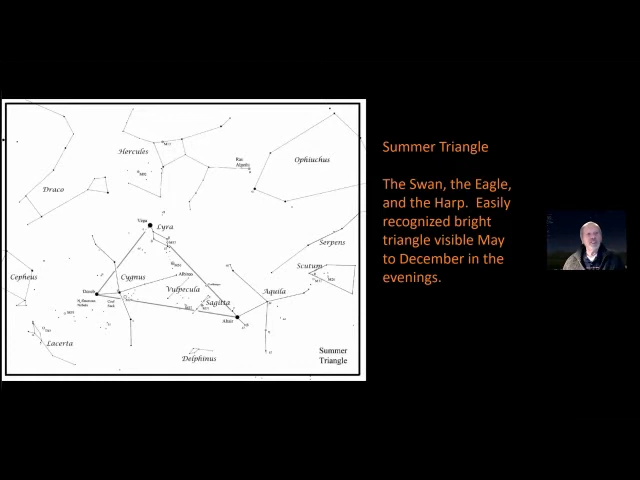 Summer Triangle
The Swan, the Eagle,
and the Harp. Easily
recognized bright
triangle visible May
to December in the
evenings.
Hercules
Ophiuchus
Draco
Vega
Lyra
Serpens
Cepheus
Cygnus
Albireo
Scutum
Deneb
Vulpecula
Aquila
Sagitta
Altair
Lacerta
Delphinus
Summer
Triangle